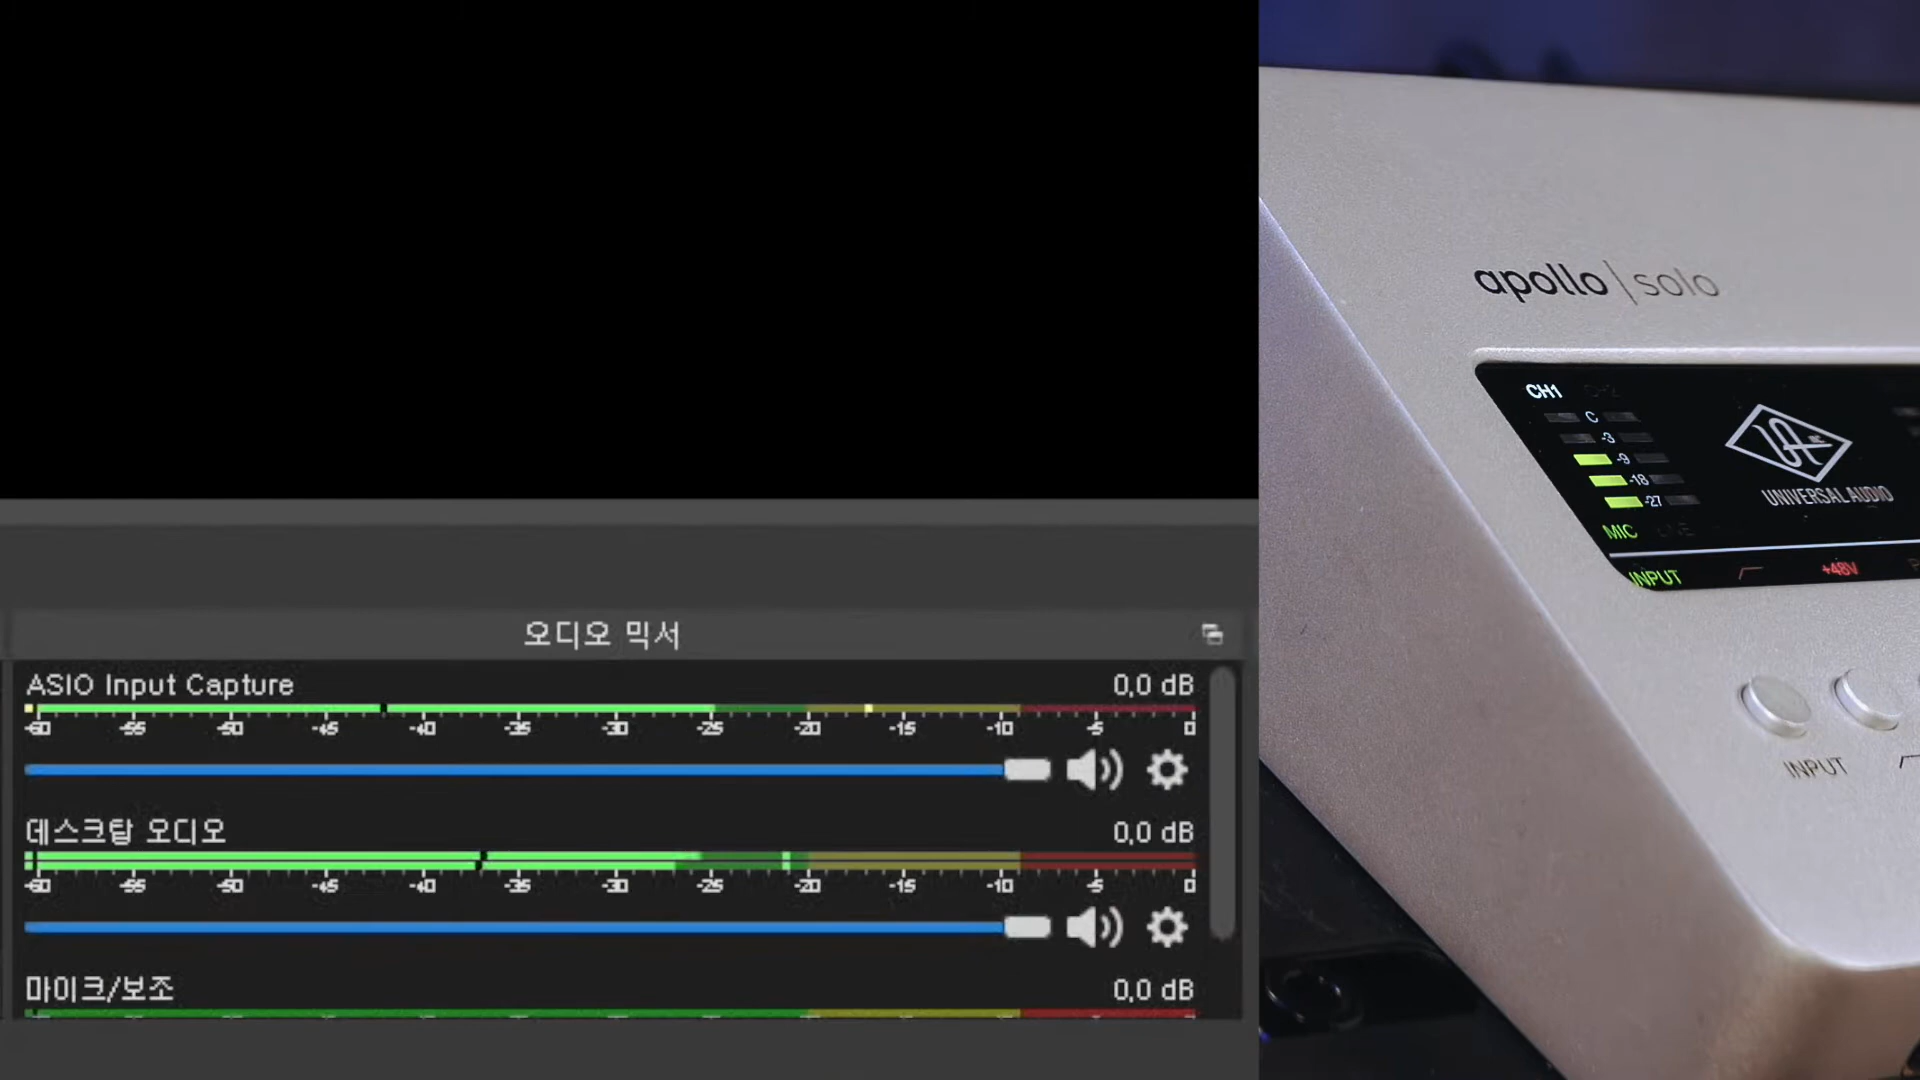 오디오 믹서
ASIO Input Capture 0,0 dB
-60 -55 -50 -45 -40 -35 -30 -25 -20 -15 -10 -5 0
데스크탑 오디오 0,0 dB
-60 -55 -50 -45 -40 -35 -30 -25 -20 -15 -10 -5 0
마이크/보조 0,0 dB
apollo | solo
CH1 CH2
C
-3
-9
-18
-27
MIC LINE
INPUT +48V
UNIVERSAL AUDIO
INPUT